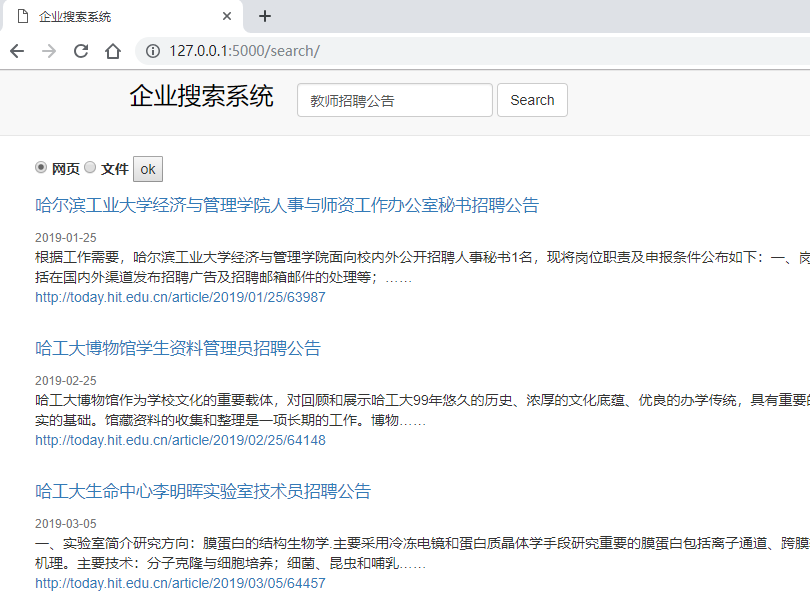 企业搜索系统
127.0.0.1:5000/search/
企业搜索系统 教师招聘公告 Search
网页 文件 ok
哈尔滨工业大学经济与管理学院人事与师资工作办公室秘书招聘公告
2019-01-25
根据工作需要，哈尔滨工业大学经济与管理学院面向校内外公开招聘人事秘书1名，现将岗位职责及申报条件公布如下：一、岗
括在国内外渠道发布招聘广告及招聘邮箱邮件的处理等；……
http://today.hit.edu.cn/article/2019/01/25/63987
哈工大博物馆学生资料管理员招聘公告
2019-02-25
哈工大博物馆作为学校文化的重要载体，对回顾和展示哈工大99年悠久的历史、浓厚的文化底蕴、优良的办学传统，具有重要的
实的基础。馆藏资料的收集和整理是一项长期的工作。博物……
http://today.hit.edu.cn/article/2019/02/25/64148
哈工大生命中心李明晖实验室技术员招聘公告
2019-03-05
一、实验室简介研究方向：膜蛋白的结构生物学.主要采用冷冻电镜和蛋白质晶体学手段研究重要的膜蛋白包括离子通道、跨膜
机理。主要技术：分子克隆与细胞培养；细菌、昆虫和哺乳……
http://today.hit.edu.cn/article/2019/03/05/64457